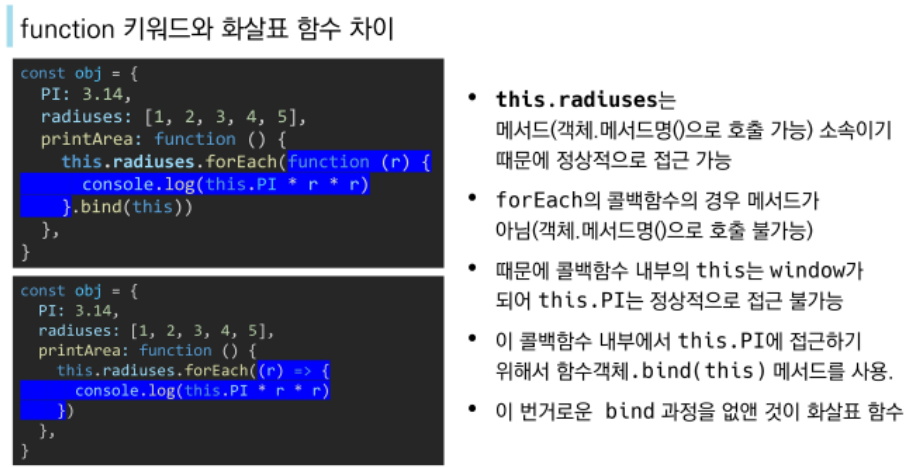 function 키워드와 화살표 함수 차이
const obj = {
PI: 3.14,
radiuses: [1, 2, 3, 4, 5],
printArea: function () {
this.radiuses.forEach(function (r) {
console.log(this.PI * r * r)
}.bind(this))
},
}
const obj = {
PI: 3.14,
radiuses: [1, 2, 3, 4, 5],
printArea: function () {
this.radiuses.forEach((r) => {
console.log(this.PI * r * r)
})
},
}
• this.radiuses는
메서드(객체.메서드명()으로 호출 가능) 소속이기
때문에 정상적으로 접근 가능
• forEach의 콜백함수의 경우 메서드가
아님(객체.메서드명()으로 호출 불가능)
• 때문에 콜백함수 내부의 this는 window가
되어 this.PI는 정상적으로 접근 불가능
• 이 콜백함수 내부에서 this.PI에 접근하기
위해서 함수객체.bind(this) 메서드를 사용.
• 이 번거로운 bind 과정을 없앤 것이 화살표 함수